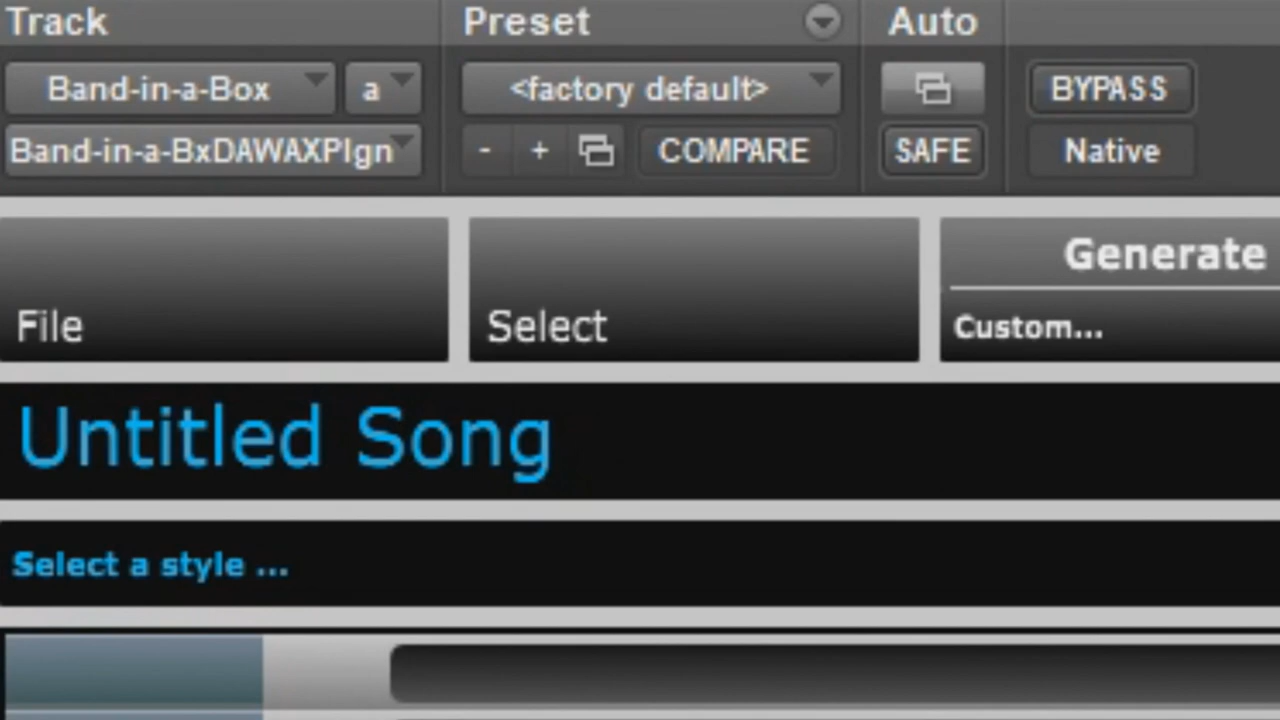 Track Preset Auto
Band-in-a-Box a <factory default> BYPASS
Band-in-a-BxDAWAXPlgn - + COMPARE SAFE Native
Generate
File Select Custom...
Untitled Song
Select a style ...